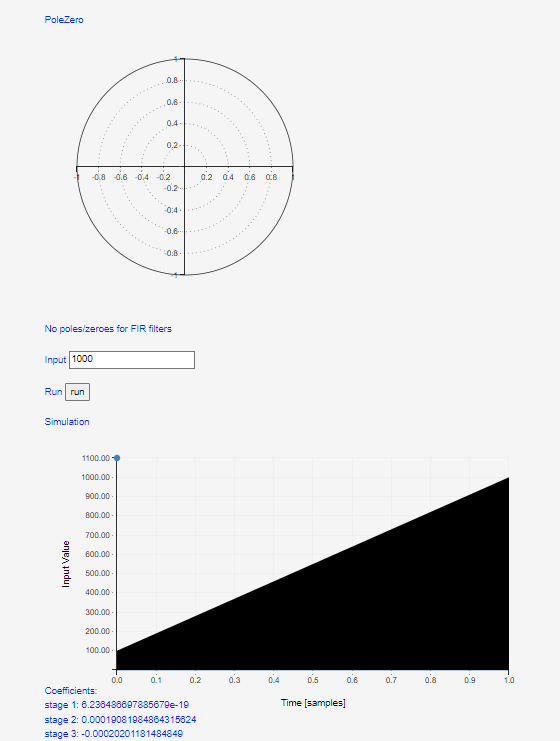 PoleZero
1
0.8
0.6
0.4
0.2
-1 -0.8 -0.6 -0.4 -0.2 0.2 0.4 0.6 0.8 1
-0.2
-0.4
-0.6
-0.8
-1
No poles/zeroes for FIR filters
Input 1000
Run run
Simulation
1100.00
1000.00
900.00
800.00
700.00
600.00
500.00
400.00
300.00
200.00
100.00
Input Value
0.0 0.1 0.2 0.3 0.4 0.5 0.6 0.7 0.8 0.9 1.0
Time [samples]
Coefficients:
stage 1: 6.236486697885679e-19
stage 2: 0.00019081984864315624
stage 3: -0.00020201181484849